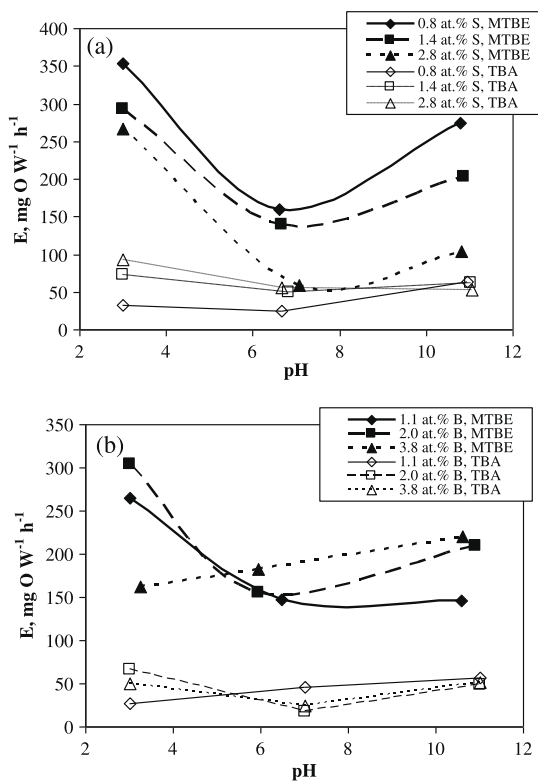 (a)
0.8 at.% S, MTBE
1.4 at.% S, MTBE
2.8 at.% S, MTBE
0.8 at.% S, TBA
1.4 at.% S, TBA
2.8 at.% S, TBA
E, mg O W⁻¹ h⁻¹
400
350
300
250
200
150
100
50
0
2 4 6 8 10 12
pH
(b)
1.1 at.% B, MTBE
2.0 at.% B, MTBE
3.8 at.% B, MTBE
1.1 at.% B, TBA
2.0 at.% B, TBA
3.8 at.% B, TBA
E, mg O W⁻¹ h⁻¹
350
300
250
200
150
100
50
0
2 4 6 8 10 12
pH